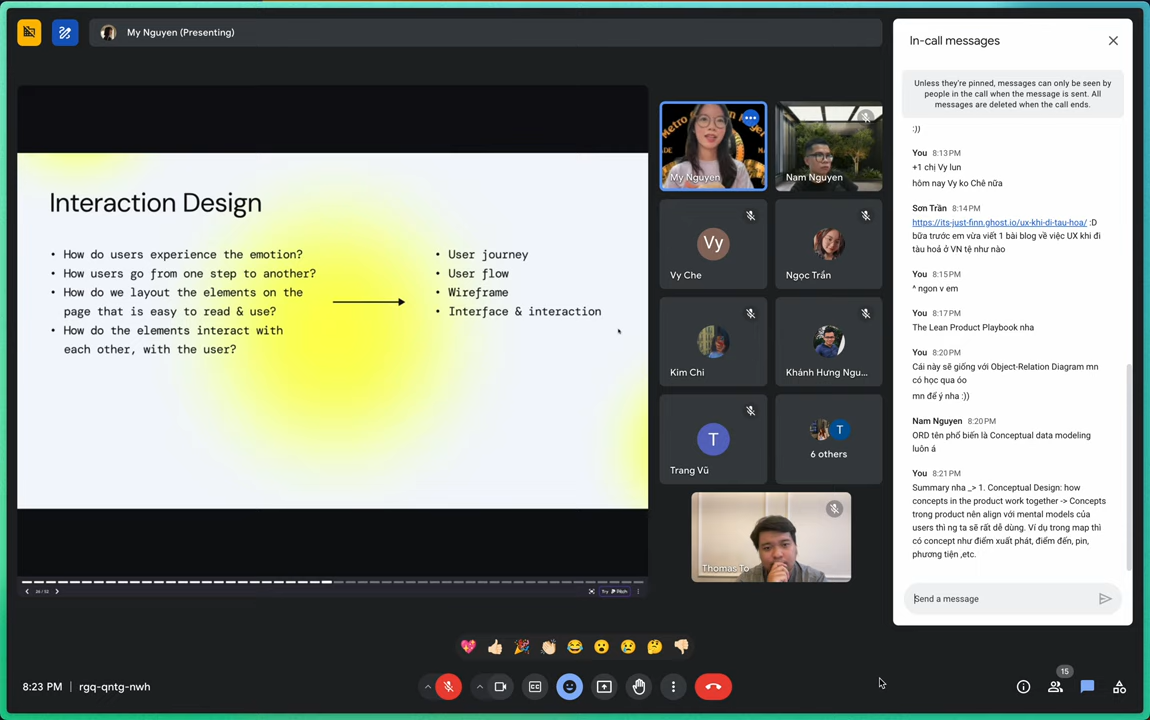 My Nguyen (Presenting)
Interaction Design
• How do users experience the emotion?
• How users go from one step to another?
• How do we layout the elements on the
page that is easy to read & use?
• How do the elements interact with
each other, with the user?
• User journey
• User flow
• Wireframe
• Interface & interaction
My Nguyen
Nam Nguyen
Vy
Vy Che
Ngọc Trần
Kim Chi
Khánh Hưng Ngu...
T
Trang Vũ
T
6 others
Thomas To
In-call messages
Unless they're pinned, messages can only be seen by
people in the call when the message is sent. All
messages are deleted when the call ends.
:))
You 8:13 PM
+1 chị Vy lun
hôm nay Vy ko Chê nữa
Sơn Trần 8:14 PM
https://its-just-finn.ghost.io/ux-khi-di-tau-hoa/ :D
bữa trước em vừa viết 1 bài blog về việc UX khi đi
tàu hoả ở VN tệ như nào
You 8:15 PM
^ ngon v em
You 8:17 PM
The Lean Product Playbook nha
You 8:20 PM
Cái này sẽ giống với Object-Relation Diagram mn
có học qua óo
mn để ý nha :))
Nam Nguyen 8:20 PM
ORD tên phổ biến là Conceptual data modeling
luôn á
You 8:21 PM
Summary nha _> 1. Conceptual Design: how
concepts in the product work together -> Concepts
trong product nên align với mental models của
users thì ng ta sẽ rất dễ dùng. Ví dụ trong map thì
có concept như điểm xuất phát, điểm đến, pin,
phương tiện ,etc.
Send a message
8:23 PM | rgq-qntg-nwh
15